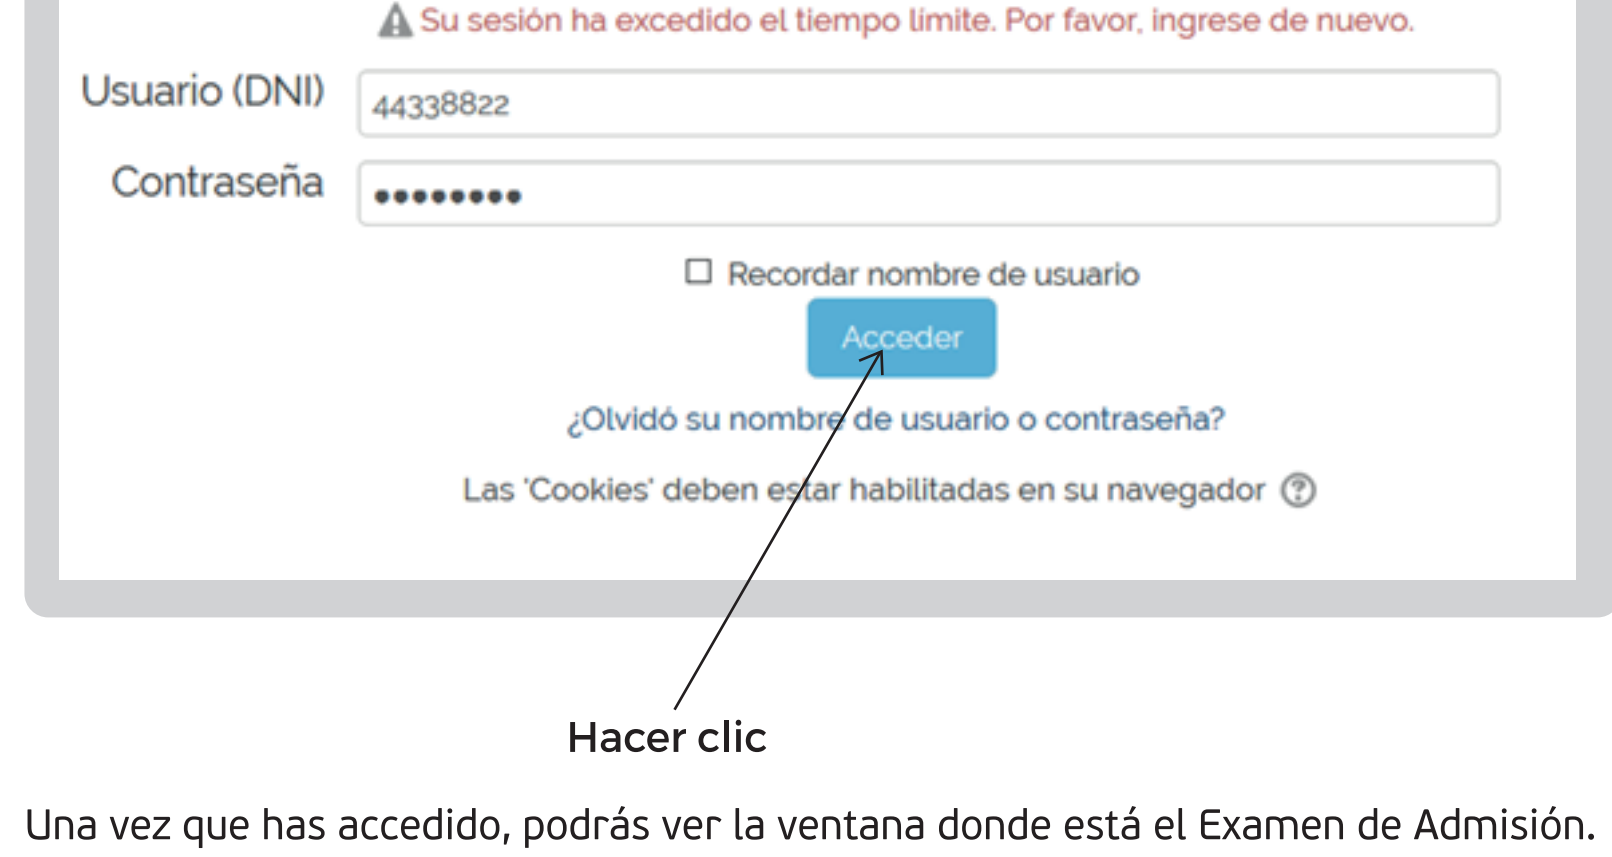 Su sesión ha excedido el tiempo límite. Por favor, ingrese de nuevo.
Usuario (DNI)
44338822
Contraseña
••••••••
Recordar nombre de usuario
Acceder
¿Olvidó su nombre de usuario o contraseña?
Las 'Cookies' deben estar habilitadas en su navegador
Hacer clic
Una vez que has accedido, podrás ver la ventana donde está el Examen de Admisión.